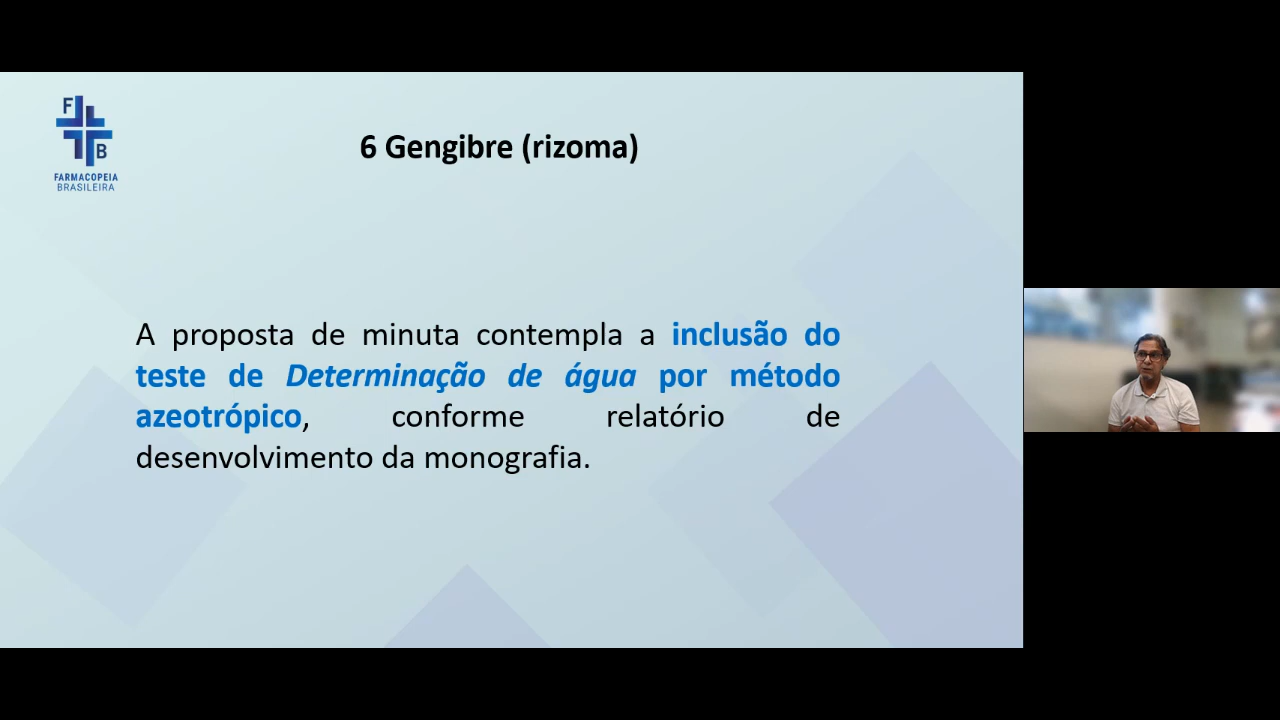 F
B
FARMACOPEIA
BRASILEIRA
6 Gengibre (rizoma)
A proposta de minuta contempla a inclusão do
teste de Determinação de água por método
azeotrópico, conforme relatório de
desenvolvimento da monografia.